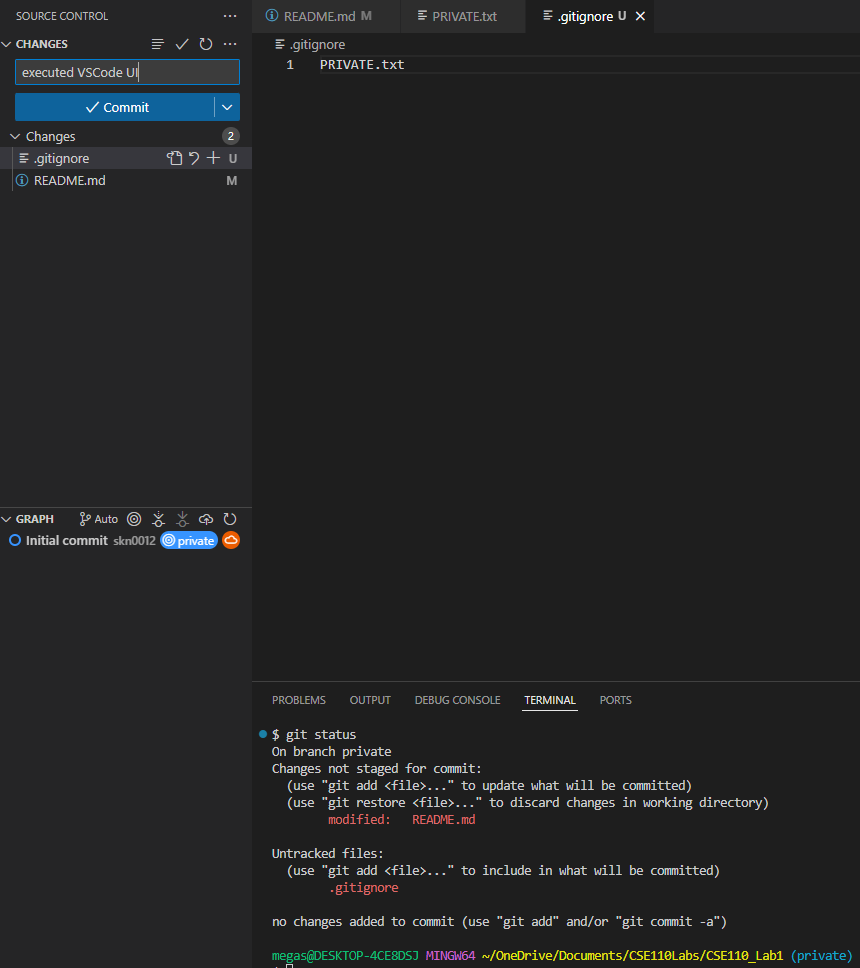 SOURCE CONTROL
CHANGES
executed VSCode UI
Commit
Changes 2
.gitignore U
README.md M
GRAPH Auto
Initial commit skn0012 private
README.md M PRIVATE.txt .gitignore U
.gitignore
1 PRIVATE.txt
PROBLEMS OUTPUT DEBUG CONSOLE TERMINAL PORTS
$ git status
On branch private
Changes not staged for commit:
(use "git add <file>..." to update what will be committed)
(use "git restore <file>..." to discard changes in working directory)
modified: README.md
Untracked files:
(use "git add <file>..." to include in what will be committed)
.gitignore
no changes added to commit (use "git add" and/or "git commit -a")
megas@DESKTOP-4CE8DSJ MINGW64 ~/OneDrive/Documents/CSE110Labs/CSE110_Lab1 (private)